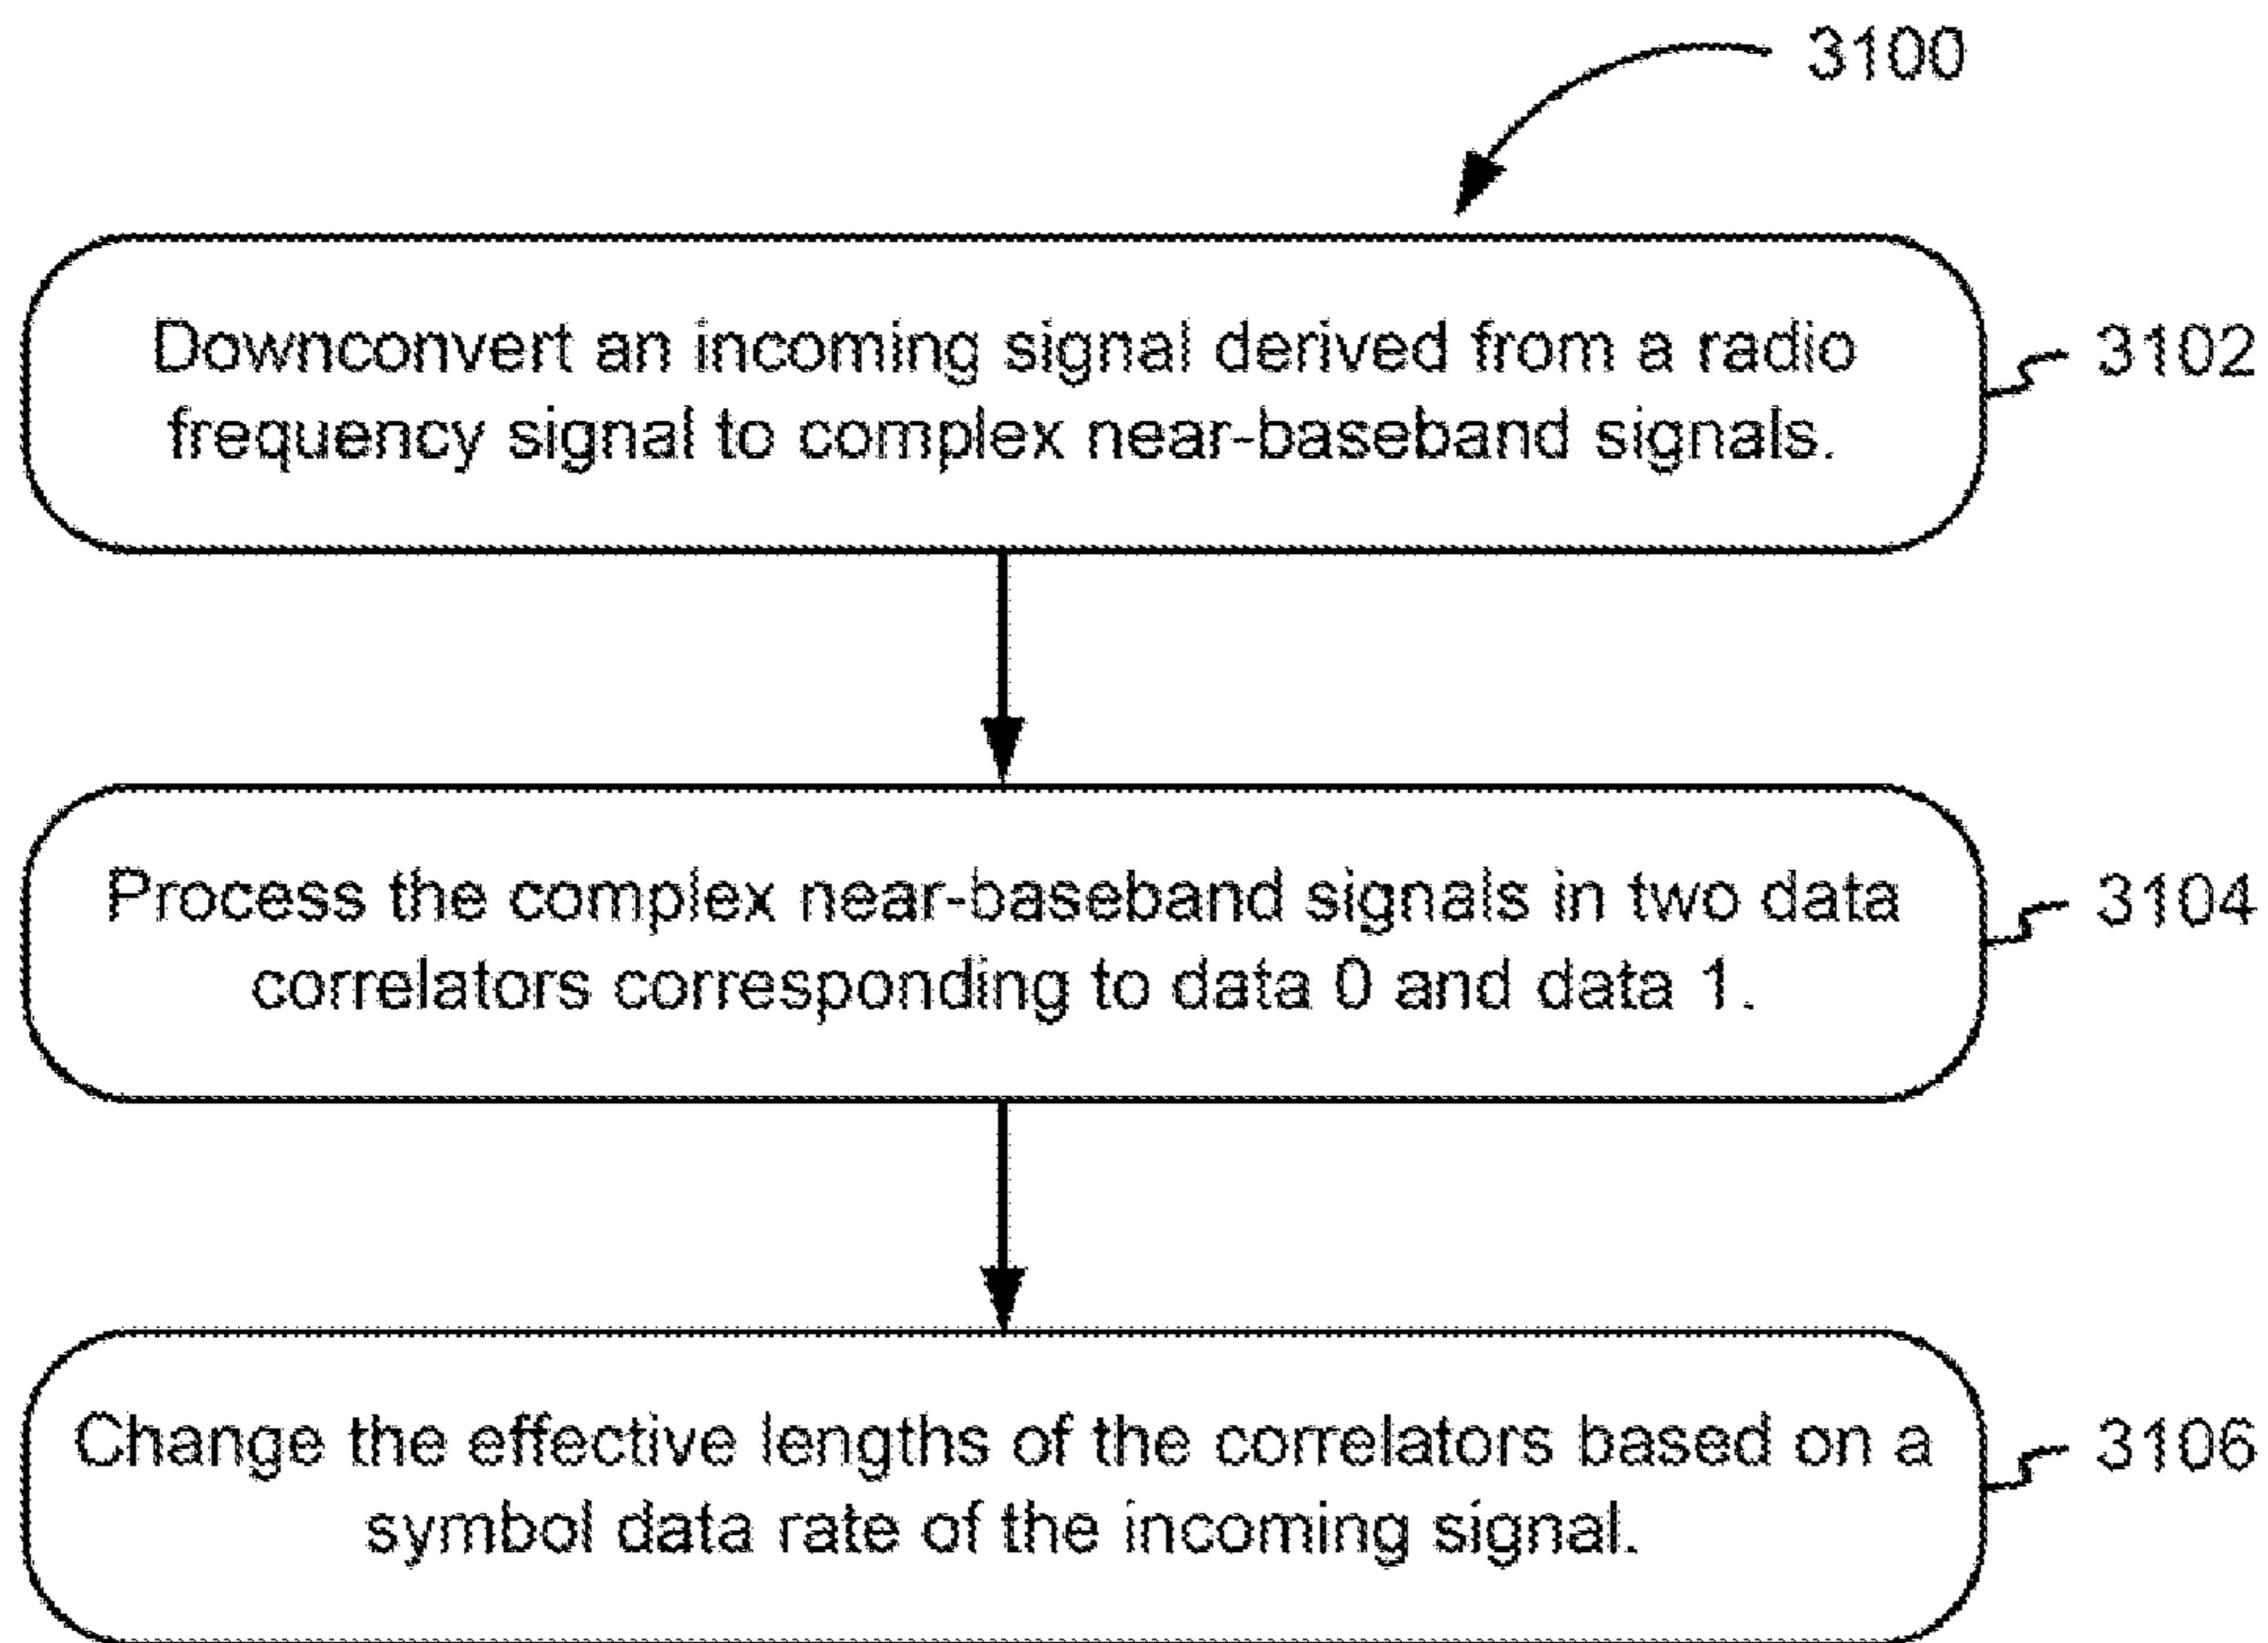 3100
Downconvert an incoming signal derived from a radio
frequency signal to complex near-baseband signals.
3102
Process the complex near-baseband signals in two data
correlators corresponding to data 0 and data 1.
3104
Change the effective lengths of the correlators based on a
symbol data rate of the incoming signal.
3106